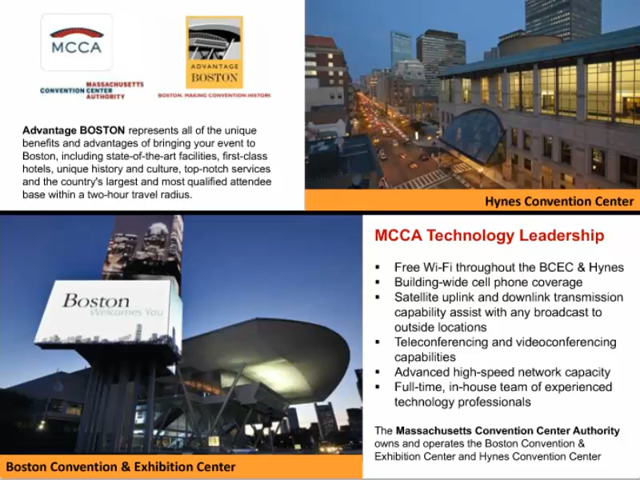 MCCA
MASSACHUSETTS
CONVENTION CENTER
AUTHORITY
ADVANTAGE
BOSTON
BOSTON. MAKING CONVENTION HISTORY.
Advantage BOSTON represents all of the unique
benefits and advantages of bringing your event to
Boston, including state-of-the-art facilities, first-class
hotels, unique history and culture, top-notch services
and the country's largest and most qualified attendee
base within a two-hour travel radius.
Hynes Convention Center
Boston
Welcomes You
Boston Convention & Exhibition Center
MCCA Technology Leadership
▪ Free Wi-Fi throughout the BCEC & Hynes
▪ Building-wide cell phone coverage
▪ Satellite uplink and downlink transmission
capability assist with any broadcast to
outside locations
▪ Teleconferencing and videoconferencing
capabilities
▪ Advanced high-speed network capacity
▪ Full-time, in-house team of experienced
technology professionals
The Massachusetts Convention Center Authority
owns and operates the Boston Convention &
Exhibition Center and Hynes Convention Center